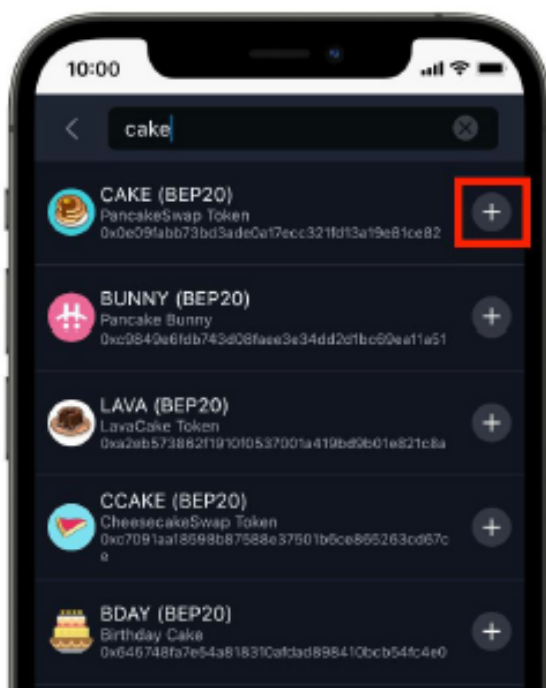 10:00
cake
CAKE (BEP20)
PancakeSwap Token
0x0e09fabb73bd3ade0a17ecc321fd13a19e81ce82
BUNNY (BEP20)
Pancake Bunny
0xc9849e6fdb743d08faee3e34dd2d1bc69ea11a51
LAVA (BEP20)
LavaCake Token
CCAKE (BEP20)
CheesecakeSwap Token
0xc7091aa18598b87588e37501b6ce865263cd67c
e
BDAY (BEP20)
Birthday Cake